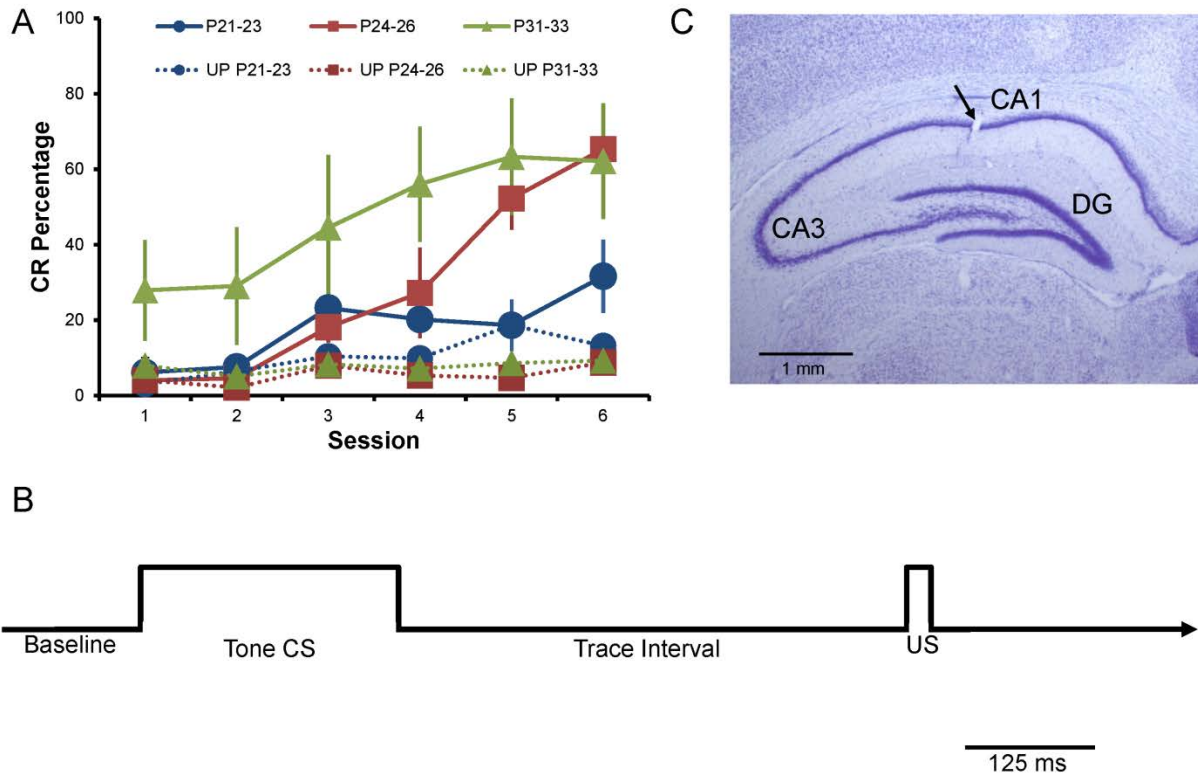 A
100
80
60
40
20
0
CR Percentage
P21-23 P24-26 P31-33
UP P21-23 UP P24-26 UP P31-33
1 2 3 4 5 6
Session
C
CA1
CA3
DG
1 mm
B
Baseline Tone CS Trace Interval US
125 ms